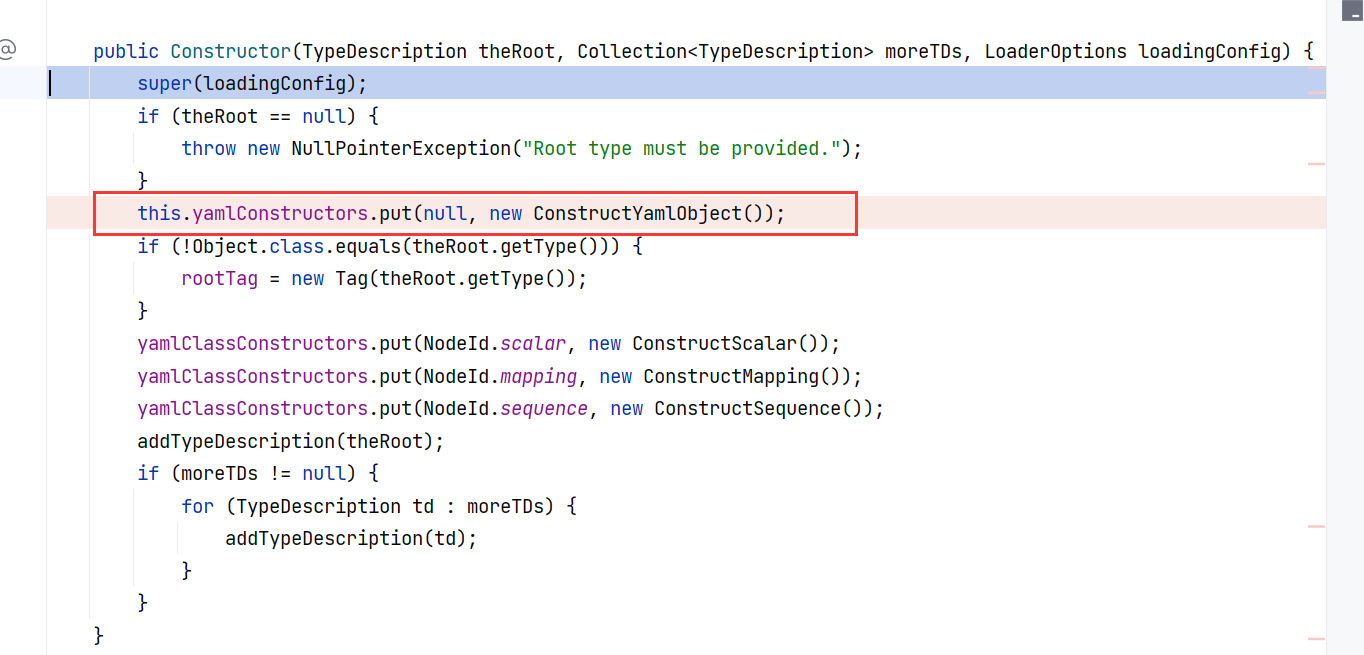 @
public Constructor(TypeDescription theRoot, Collection<TypeDescription> moreTDs, LoaderOptions loadingConfig) {
    super(loadingConfig);
    if (theRoot == null) {
        throw new NullPointerException("Root type must be provided.");
    }
    this.yamlConstructors.put(null, new ConstructYamlObject());
    if (!Object.class.equals(theRoot.getType())) {
        rootTag = new Tag(theRoot.getType());
    }
    yamlClassConstructors.put(NodeId.scalar, new ConstructScalar());
    yamlClassConstructors.put(NodeId.mapping, new ConstructMapping());
    yamlClassConstructors.put(NodeId.sequence, new ConstructSequence());
    addTypeDescription(theRoot);
    if (moreTDs != null) {
        for (TypeDescription td : moreTDs) {
            addTypeDescription(td);
        }
    }
}